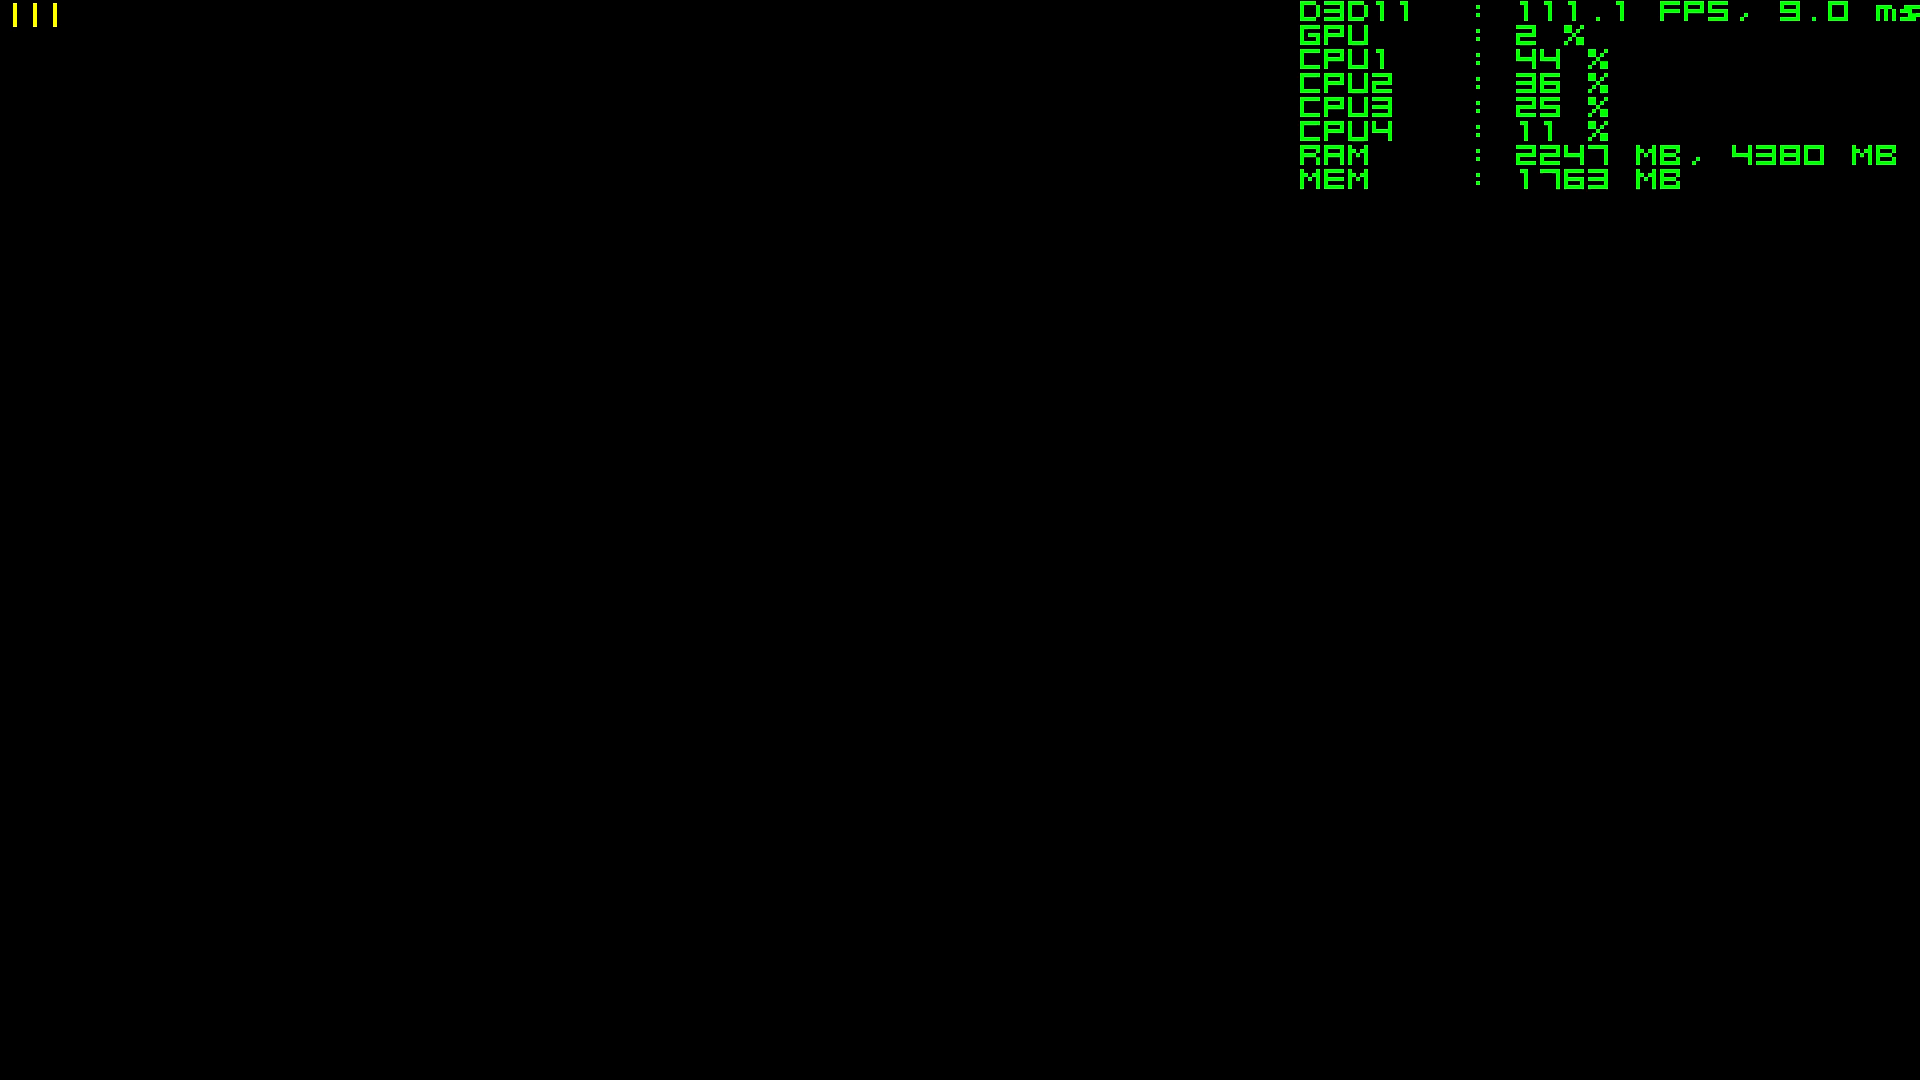 111
D3D11 : 111.1 FPS, 9.0 ms
GPU : 2 %
CPU1 : 44 %
CPU2 : 36 %
CPU3 : 25 %
CPU4 : 11 %
RAM : 2247 MB, 4380 MB
MEM : 1763 MB